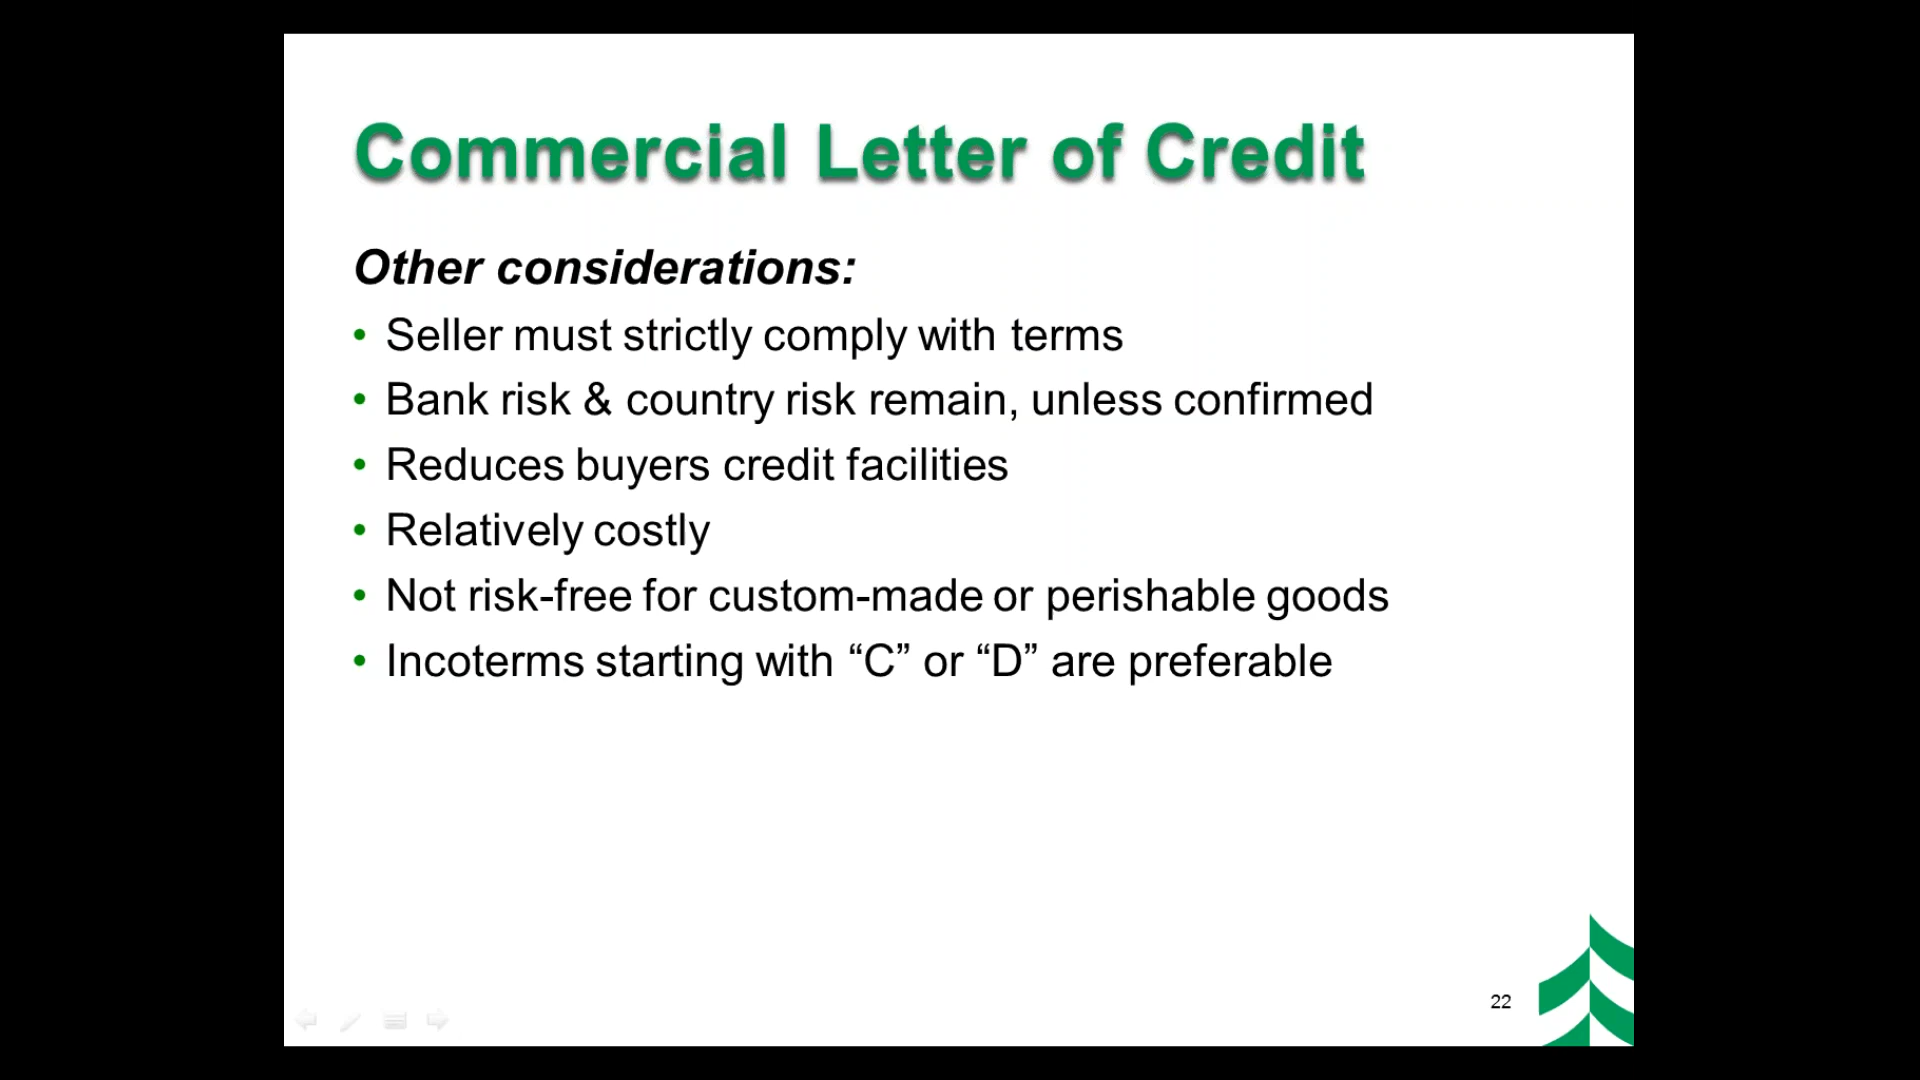 Commercial Letter of Credit
Other considerations:
• Seller must strictly comply with terms
• Bank risk & country risk remain, unless confirmed
• Reduces buyers credit facilities
• Relatively costly
• Not risk-free for custom-made or perishable goods
• Incoterms starting with “C” or “D” are preferable
22